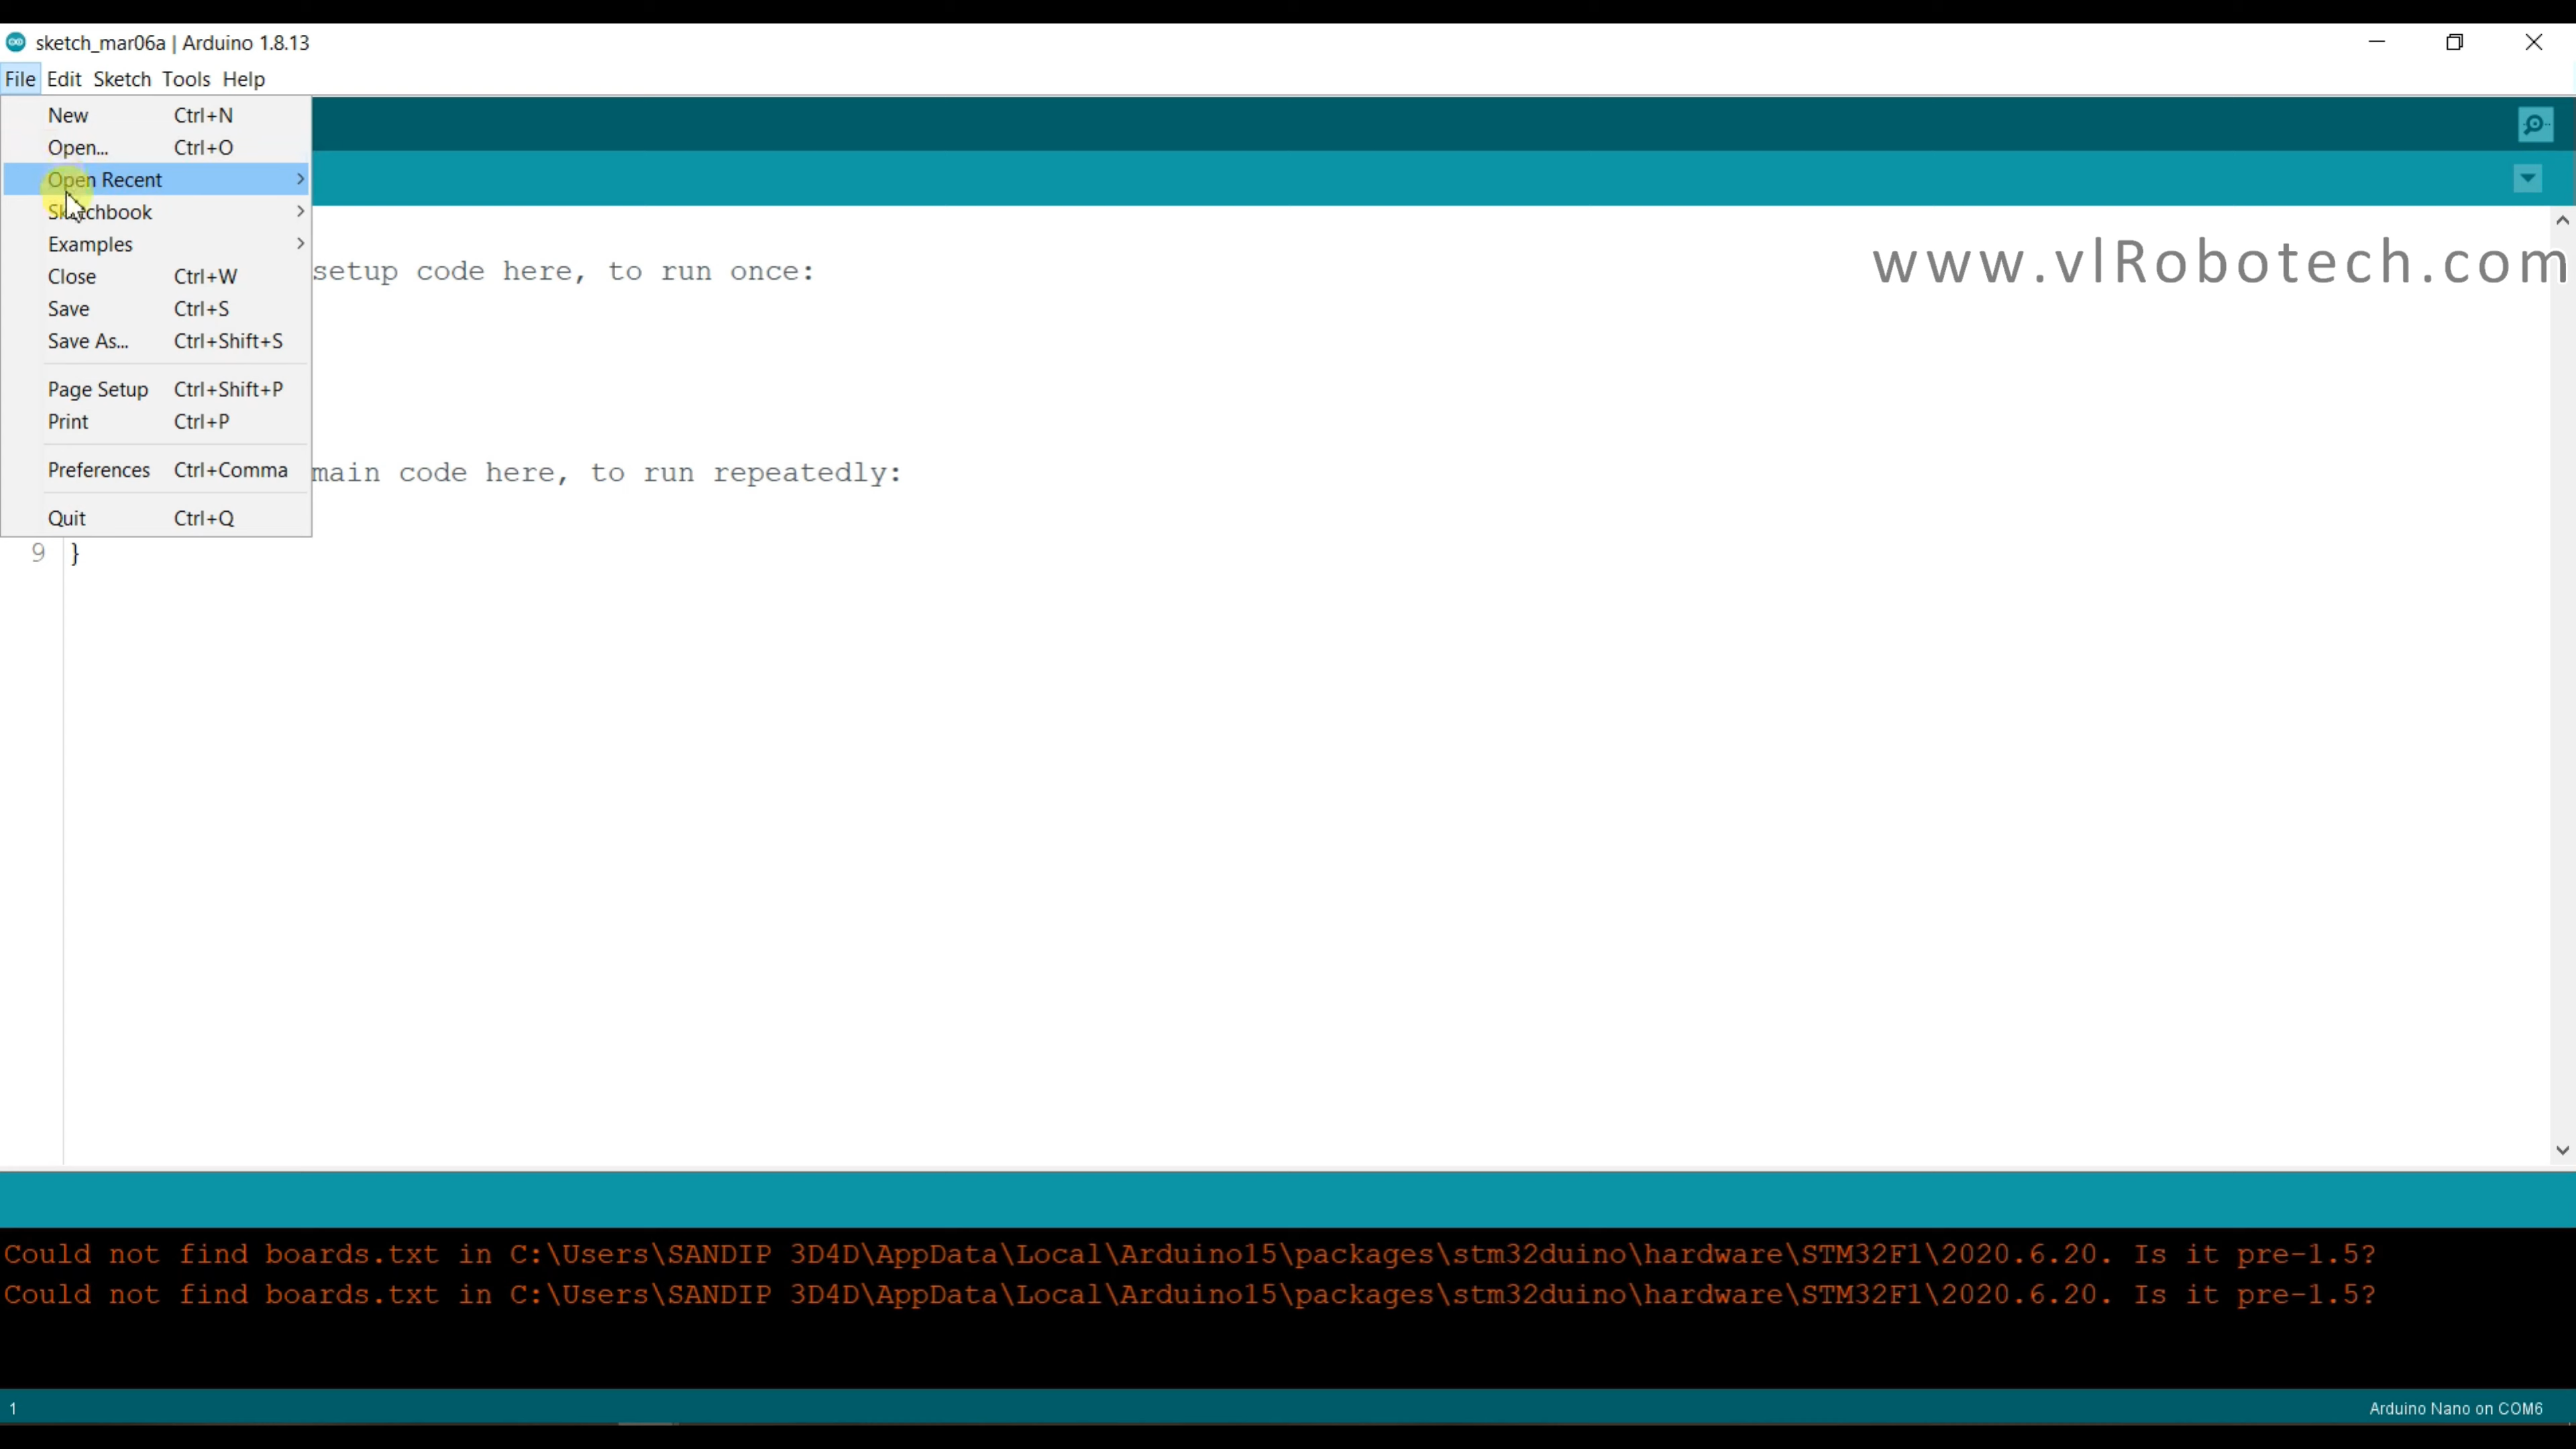 sketch_mar06a | Arduino 1.8.13
File Edit Sketch Tools Help
New Ctrl+N
Open... Ctrl+O
Open Recent
Sketchbook
Examples
Close Ctrl+W
Save Ctrl+S
Save As... Ctrl+Shift+S
Page Setup Ctrl+Shift+P
Print Ctrl+P
Preferences Ctrl+Comma
Quit Ctrl+Q
www.vlRobotech.com
setup code here, to run once:
main code here, to run repeatedly:
9 }
Could not find boards.txt in C:\Users\SANDIP 3D4D\AppData\Local\Arduino15\packages\stm32duino\hardware\STM32F1\2020.6.20. Is it pre-1.5?
Could not find boards.txt in C:\Users\SANDIP 3D4D\AppData\Local\Arduino15\packages\stm32duino\hardware\STM32F1\2020.6.20. Is it pre-1.5?
1 Arduino Nano on COM6